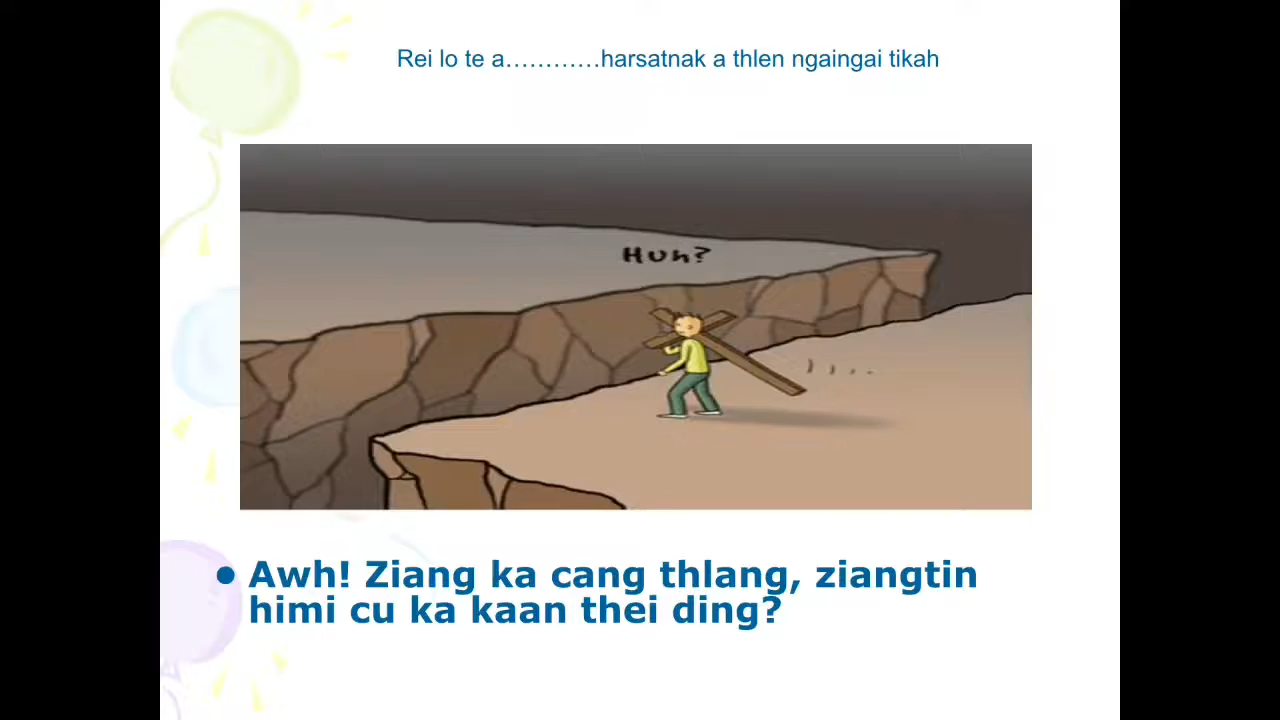 Rei lo te a…………harsatnak a thlen ngaingai tikah
Huh?
• Awh! Ziang ka cang thlang, ziangtin
himi cu ka kaan thei ding?